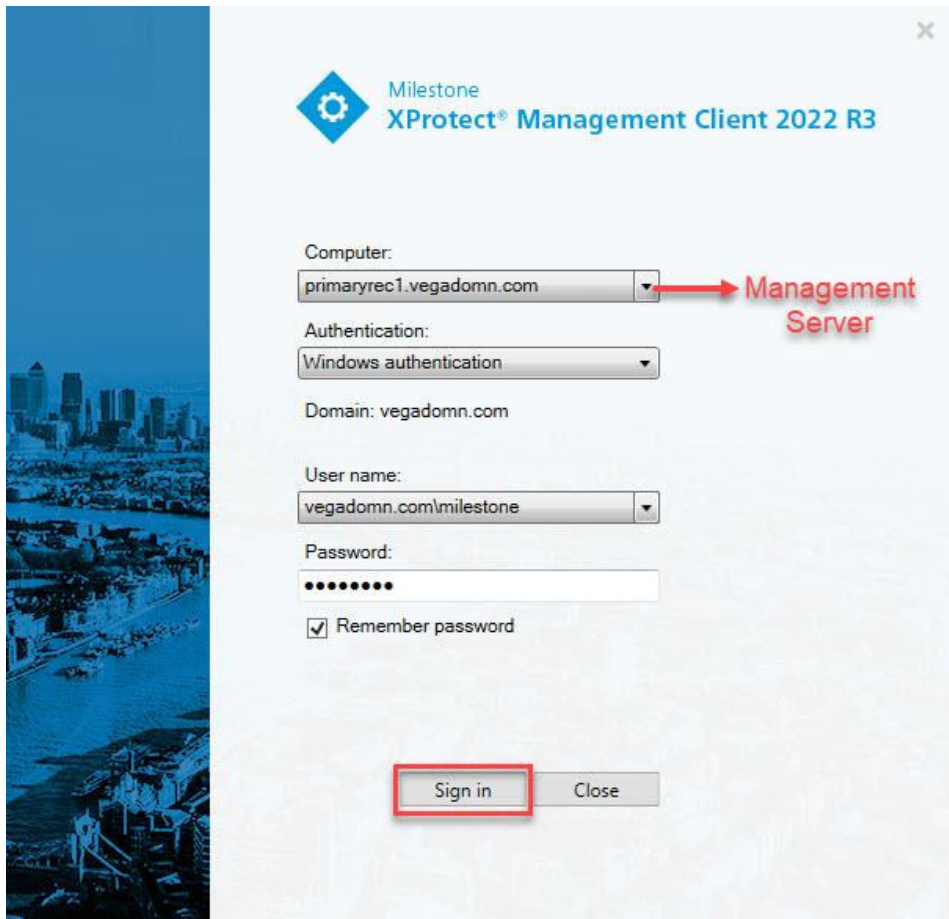 Milestone
XProtect® Management Client 2022 R3
Computer:
primaryrec1.vegadomn.com
Management
Server
Authentication:
Windows authentication
Domain: vegadomn.com
User name:
vegadomn.com\milestone
Password:
••••••••
Remember password
Sign in
Close